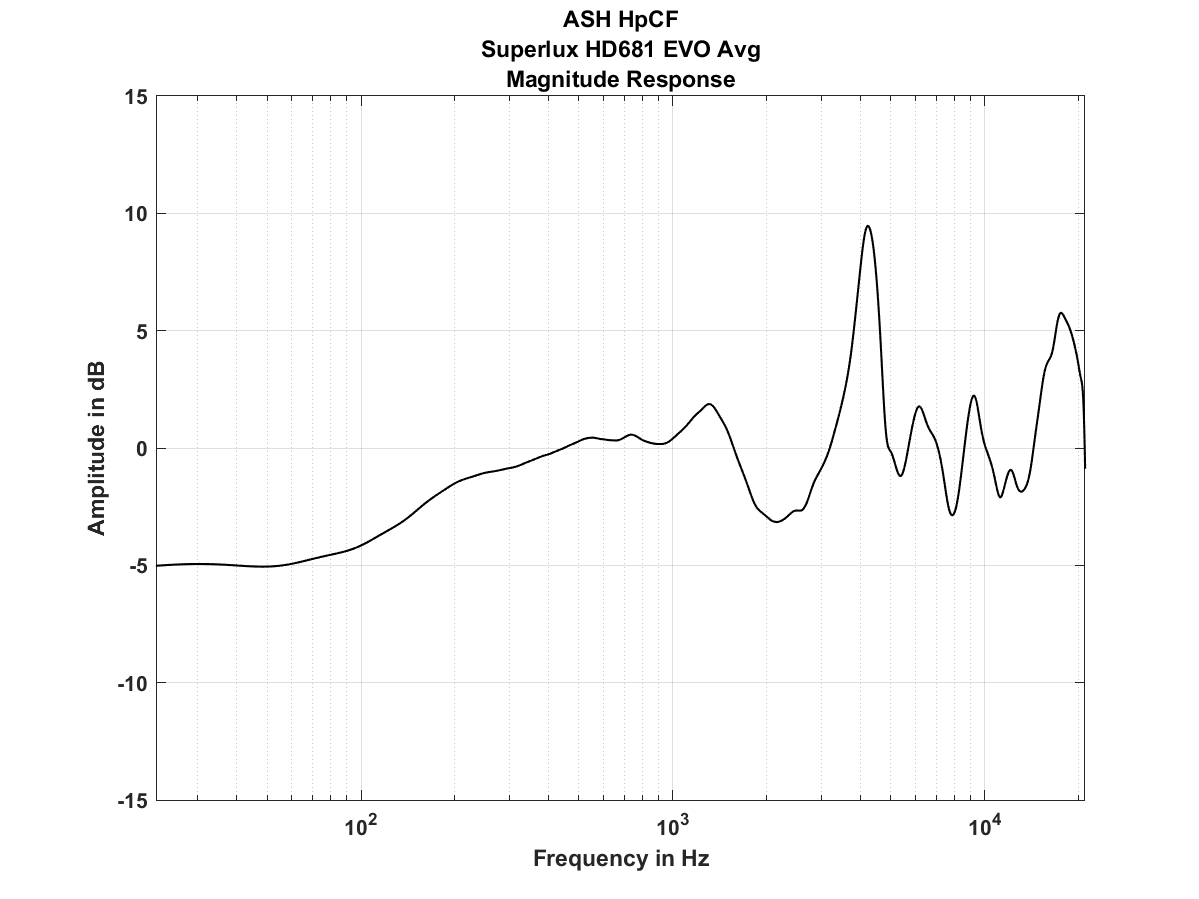 ASH HpCF
Superlux HD681 EVO Avg
Magnitude Response
15
10
5
0
-5
-10
-15
Amplitude in dB
10²
10³
10⁴
Frequency in Hz